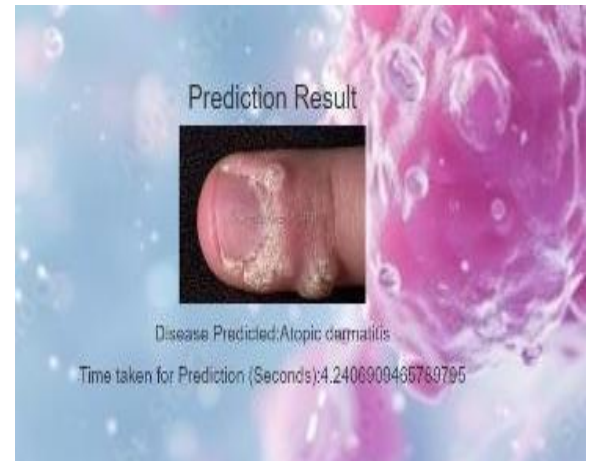 Prediction Result
Disease Predicted:Atopic dermatitis
Time taken for Prediction (Seconds):4.2406909465789795